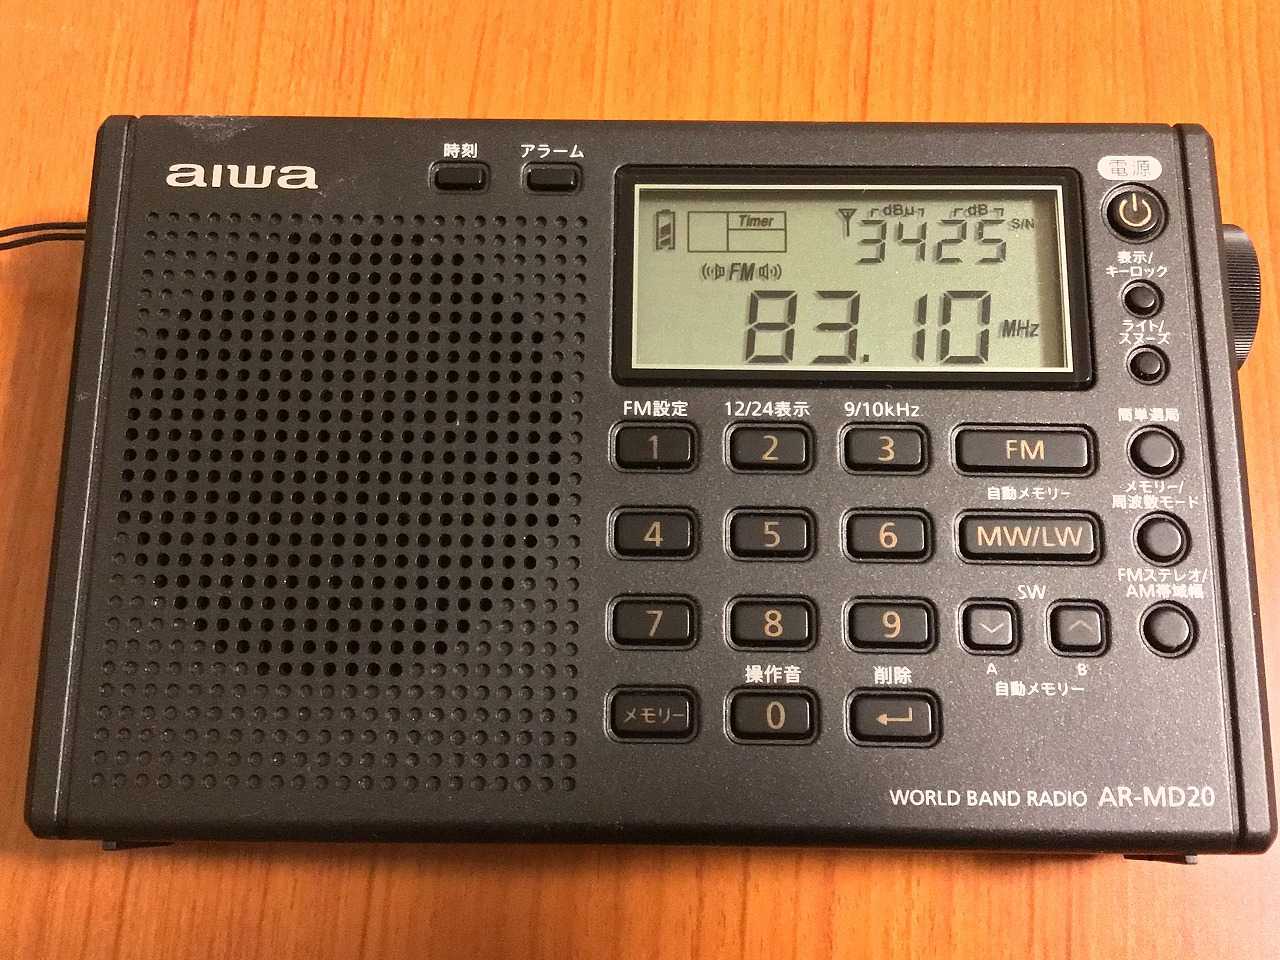 aiwa
時刻
アラーム
電源
Timer
dBμ
dB
3425
S/N
FM
83.10
MHz
表示/
キーロック
ライト/
スヌーズ
FM設定
12/24表示
9/10kHz
簡単選局
1
2
3
FM
自動メモリー
メモリー/
周波数モード
4
5
6
MW/LW
FMステレオ/
AM帯域幅
SW
7
8
9
A
B
操作音
削除
自動メモリー
メモリー
0
WORLD BAND RADIO AR-MD20